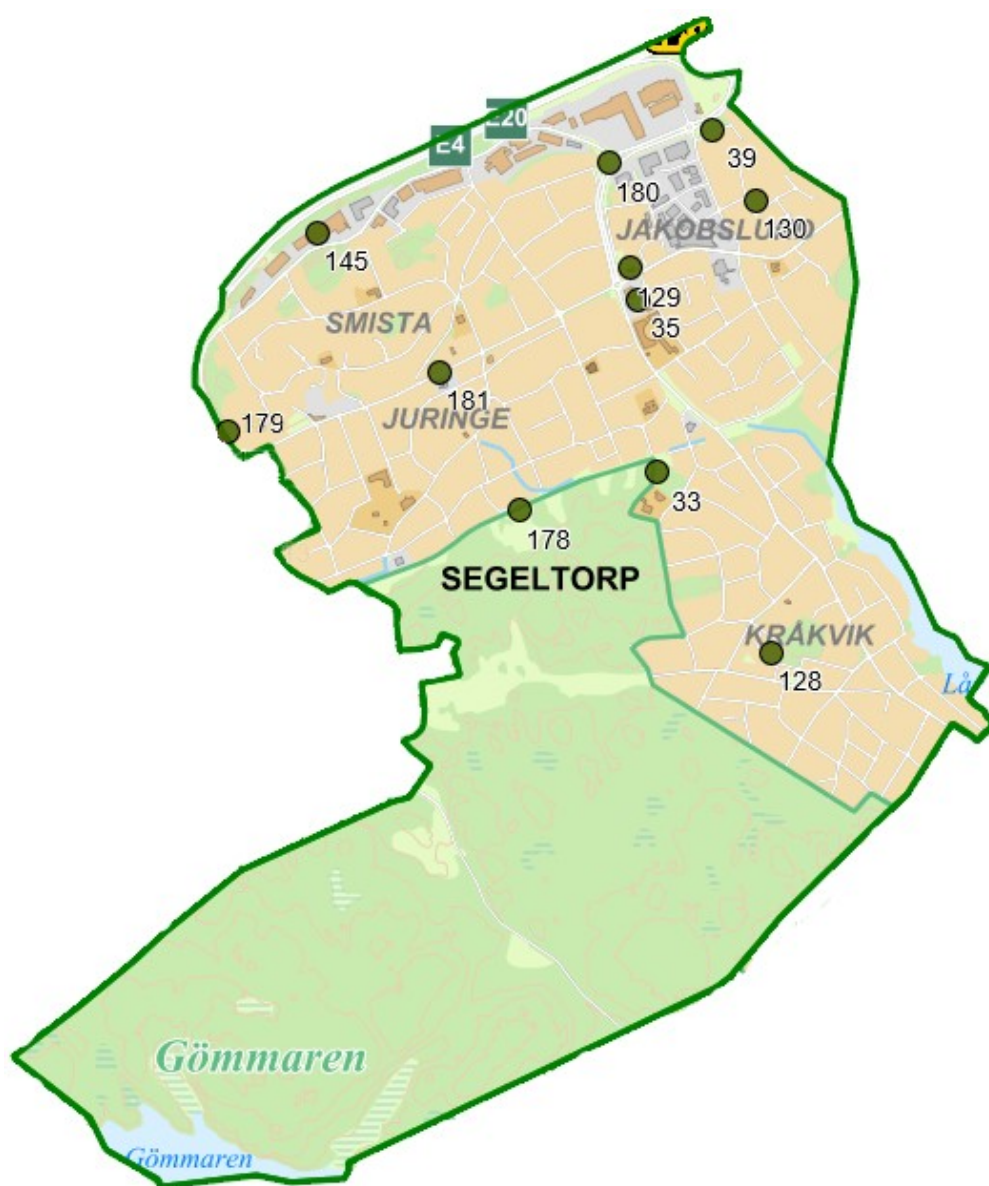 E20
E4
39
180
130
JAKOBSLUND
145
129
35
SMISTA
181
JURINGE
179
33
178
SEGELTORP
KRÅKVIK
128
Lå
Gömmaren
Gömmaren